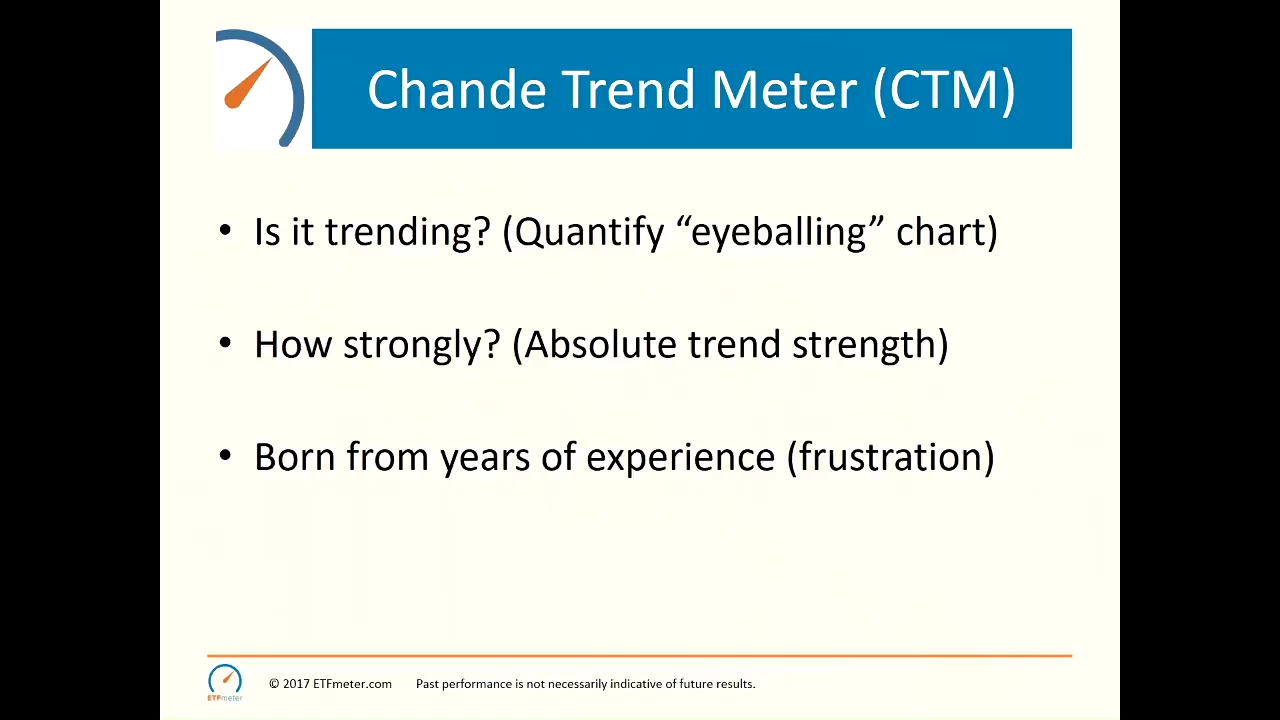 Chande Trend Meter (CTM)
• Is it trending? (Quantify “eyeballing” chart)
• How strongly? (Absolute trend strength)
• Born from years of experience (frustration)
ETFmeter
© 2017 ETFmeter.com Past performance is not necessarily indicative of future results.